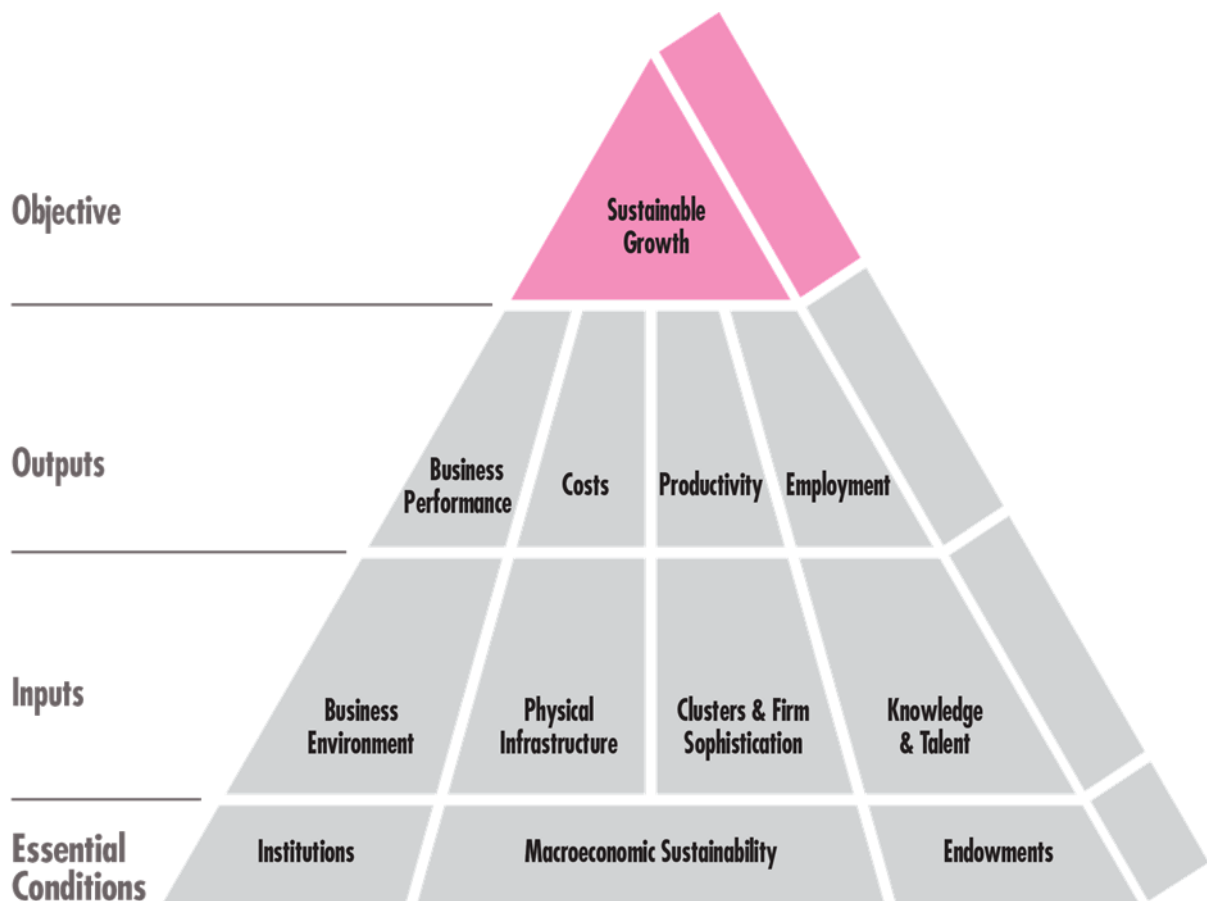 Objective
Sustainable
Growth
Outputs
Business
Performance
Costs
Productivity
Employment
Inputs
Business
Environment
Physical
Infrastructure
Clusters & Firm
Sophistication
Knowledge
& Talent
Essential
Conditions
Institutions
Macroeconomic Sustainability
Endowments